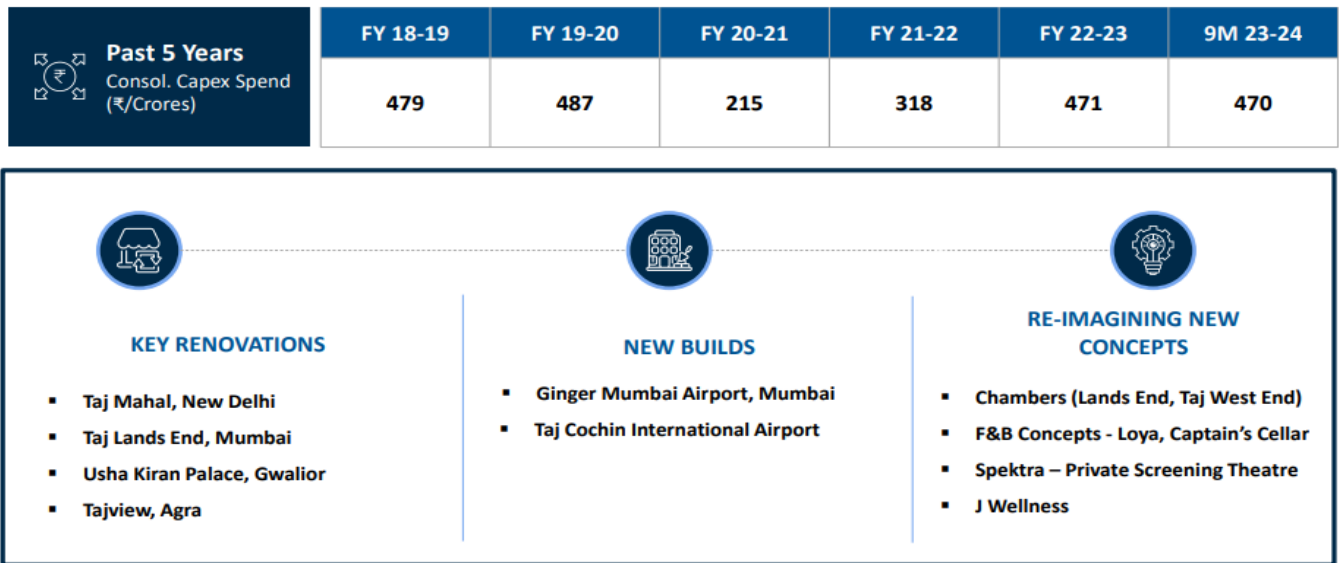 Past 5 Years
Consol. Capex Spend
(₹/Crores)
FY 18-19 FY 19-20 FY 20-21 FY 21-22 FY 22-23 9M 23-24
479 487 215 318 471 470
₹
KEY RENOVATIONS
▪ Taj Mahal, New Delhi
▪ Taj Lands End, Mumbai
▪ Usha Kiran Palace, Gwalior
▪ Tajview, Agra
NEW BUILDS
▪ Ginger Mumbai Airport, Mumbai
▪ Taj Cochin International Airport
RE-IMAGINING NEW
CONCEPTS
▪ Chambers (Lands End, Taj West End)
▪ F&B Concepts - Loya, Captain’s Cellar
▪ Spektra – Private Screening Theatre
▪ J Wellness